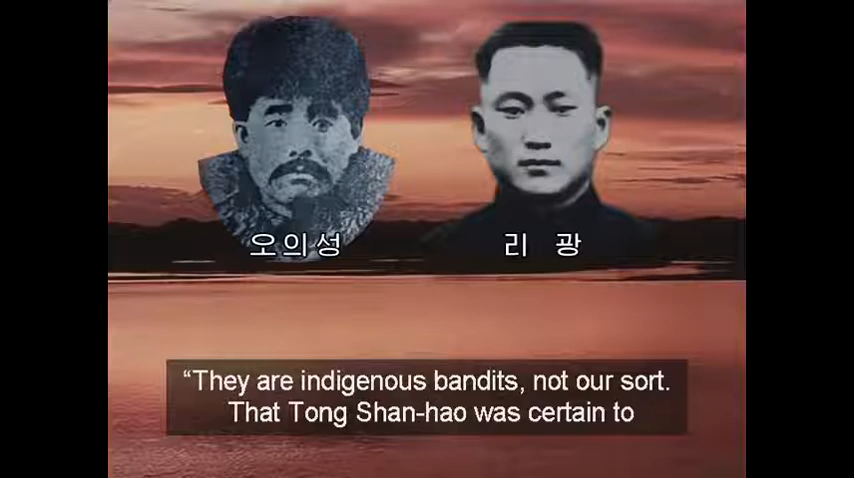 오의성
리 광
“They are indigenous bandits, not our sort.
That Tong Shan-hao was certain to